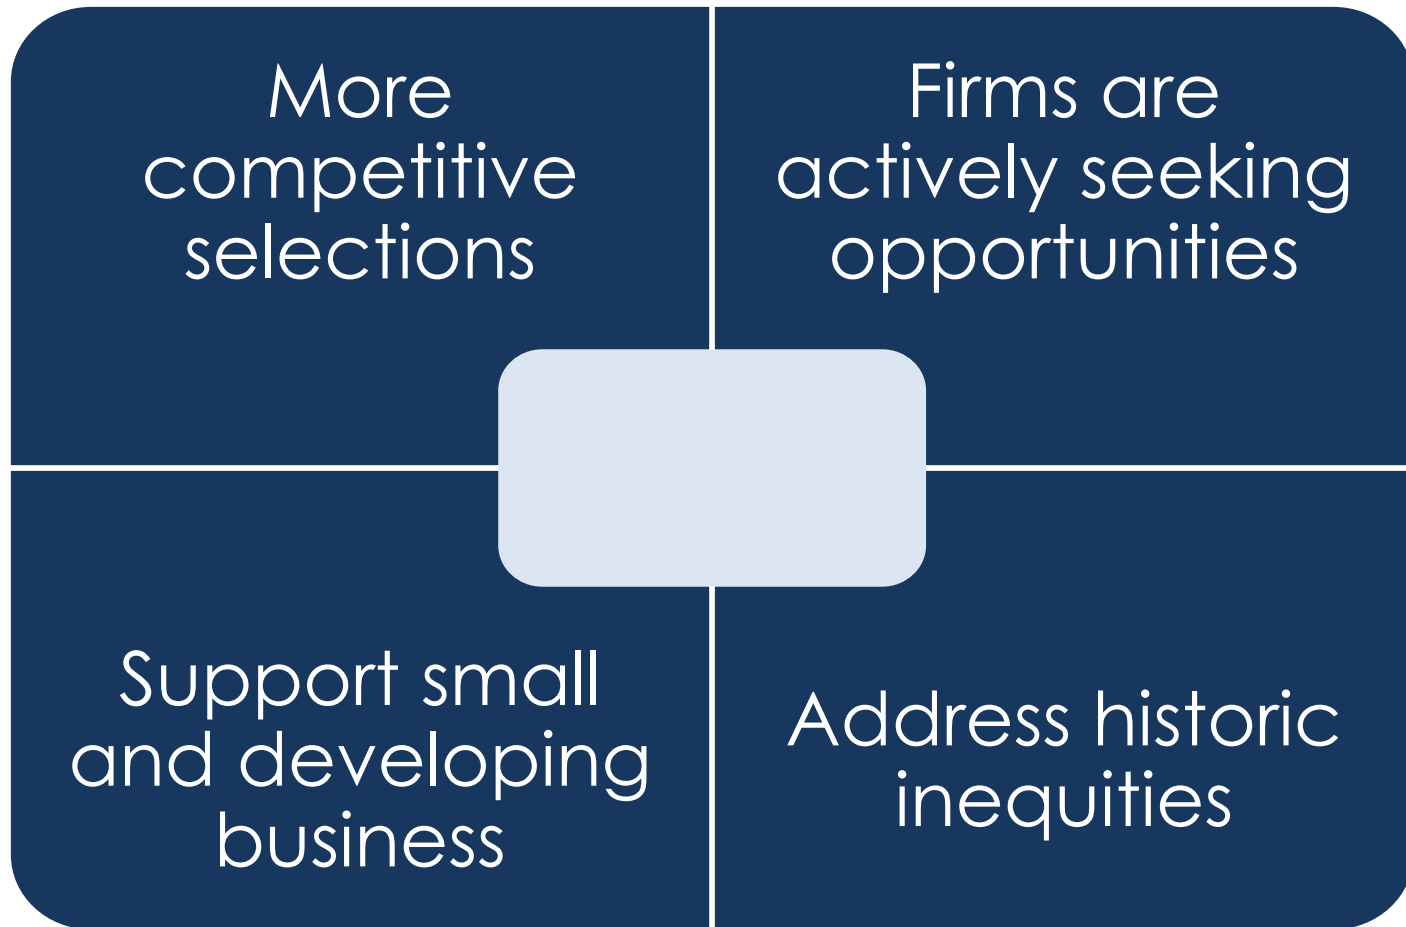 More
competitive
selections
Firms are
actively seeking
opportunities
Support small
and developing
business
Address historic
inequities